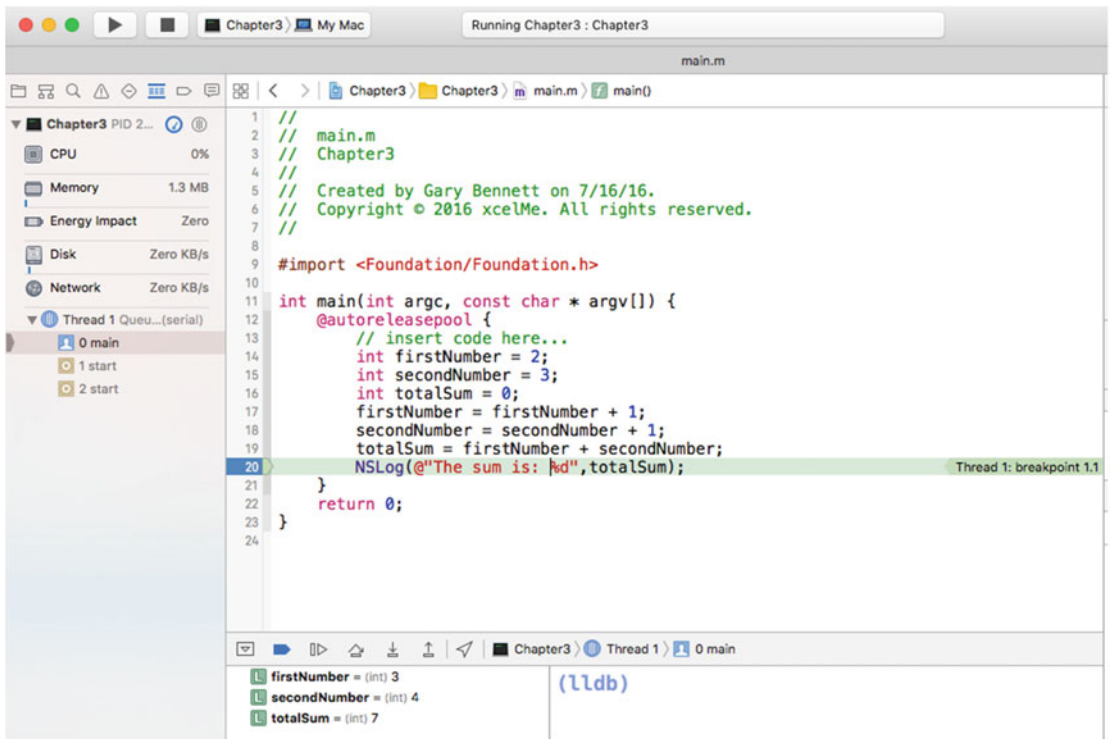 Chapter3 My Mac Running Chapter3 : Chapter3
main.m
Chapter3 Chapter3 m main.m f main()
Chapter3 PID 2...
CPU 0%
Memory 1.3 MB
Energy Impact Zero
Disk Zero KB/s
Network Zero KB/s
Thread 1 Queu...(serial)
0 main
1 start
2 start
1 //
2 // main.m
3 // Chapter3
4 //
5 // Created by Gary Bennett on 7/16/16.
6 // Copyright © 2016 xcelMe. All rights reserved.
7 //
8
9 #import <Foundation/Foundation.h>
10
11 int main(int argc, const char * argv[]) {
12 @autoreleasepool {
13 // insert code here...
14 int firstNumber = 2;
15 int secondNumber = 3;
16 int totalSum = 0;
17 firstNumber = firstNumber + 1;
18 secondNumber = secondNumber + 1;
19 totalSum = firstNumber + secondNumber;
20 NSLog(@"The sum is: %d",totalSum); Thread 1: breakpoint 1.1
21 }
22 return 0;
23 }
24
Chapter3 Thread 1 0 main
L firstNumber = (int) 3
L secondNumber = (int) 4
L totalSum = (int) 7
(lldb)